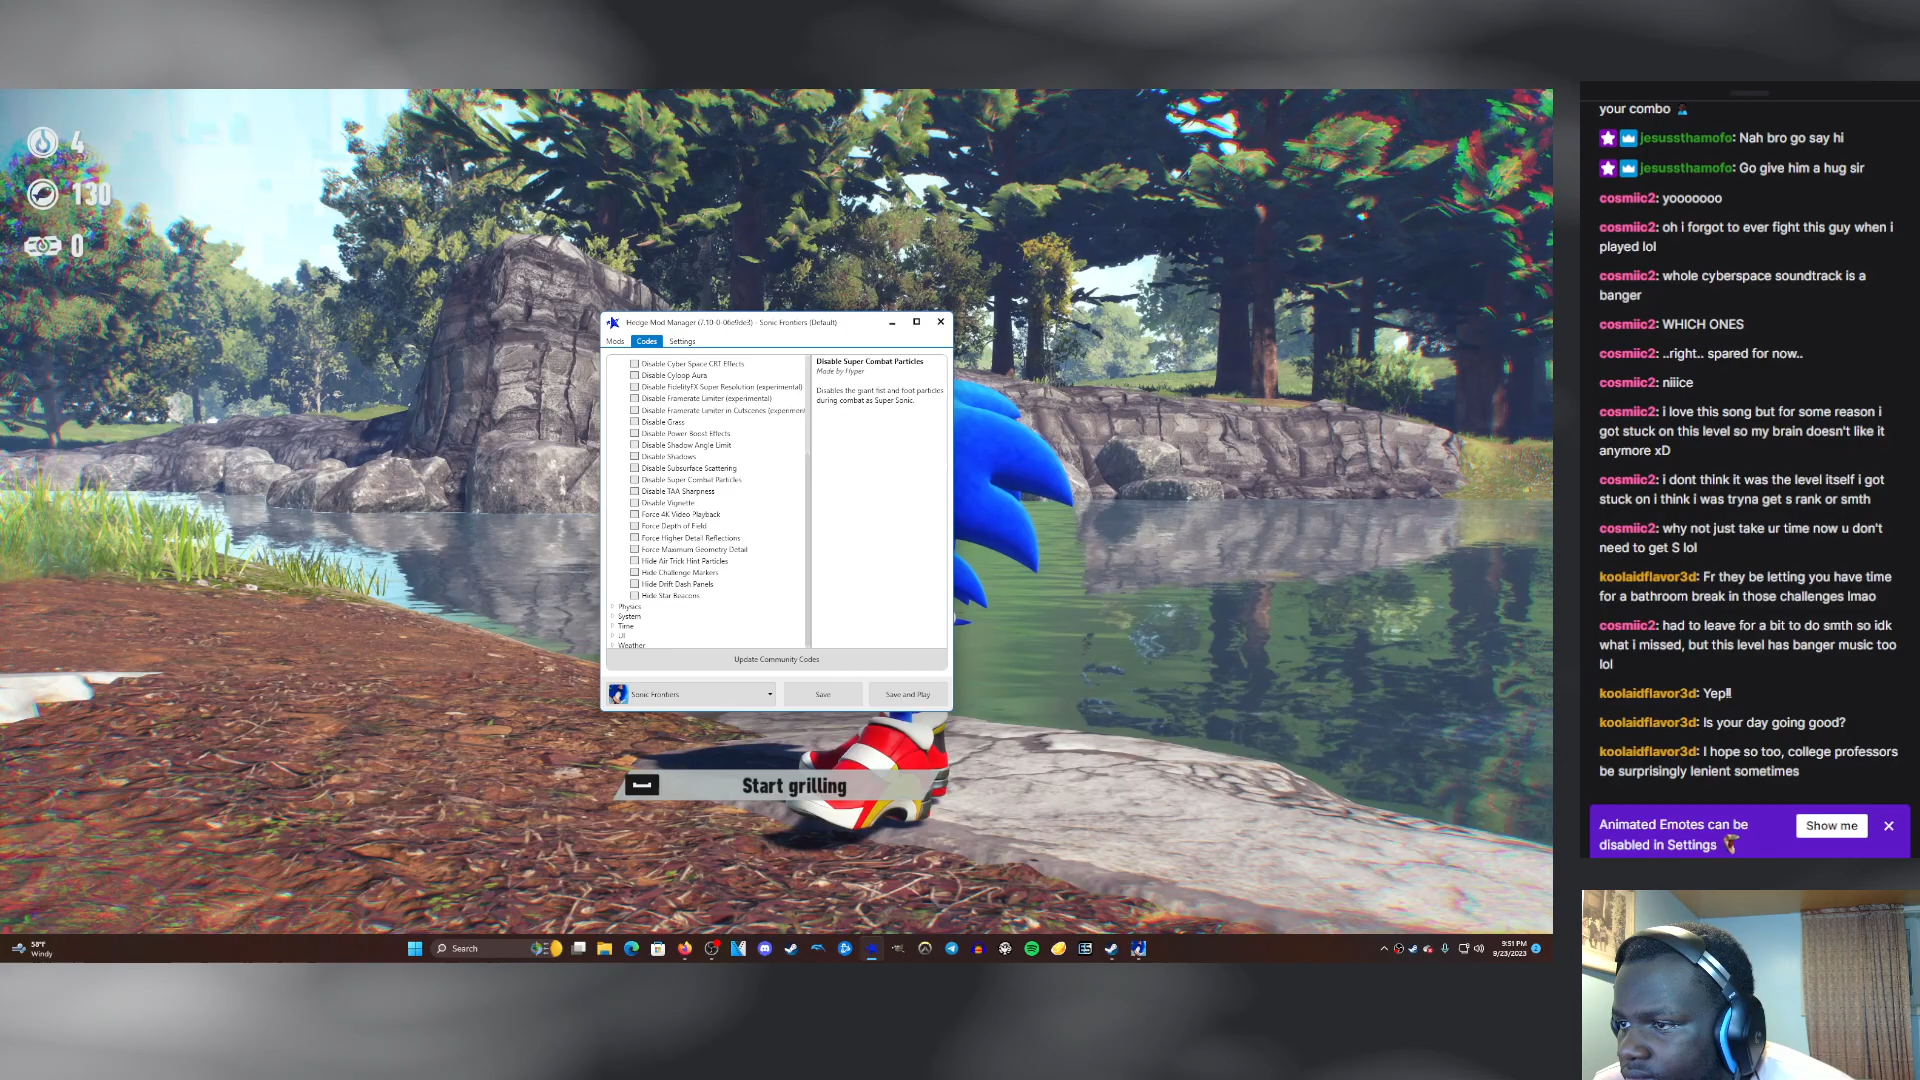 4
130
0
Hedge Mod Manager (7.10-0-06e9de3) - Sonic Frontiers (Default)
Mods Codes Settings
Disable Cyber Space CRT Effects
Disable Cyloop Aura
Disable FidelityFX Super Resolution (experimental)
Disable Framerate Limiter (experimental)
Disable Framerate Limiter in Cutscenes (experiment
Disable Grass
Disable Power Boost Effects
Disable Shadow Angle Limit
Disable Shadows
Disable Subsurface Scattering
Disable Super Combat Particles
Disable TAA Sharpness
Disable Vignette
Force 4K Video Playback
Force Depth of Field
Force Higher Detail Reflections
Force Maximum Geometry Detail
Hide Air Trick Hint Particles
Hide Challenge Markers
Hide Drift Dash Panels
Hide Star Beacons
Physics
System
Time
UI
Weather
Disable Super Combat Particles
Made by Hyper
Disables the giant fist and foot particles
during combat as Super Sonic.
Update Community Codes
Sonic Frontiers
Save
Save and Play
Start grilling
58°F
Windy
Search
9:51 PM
9/23/2023
your combo
jesussthamofo: Nah bro go say hi
jesussthamofo: Go give him a hug sir
cosmiic2: yooooooo
cosmiic2: oh i forgot to ever fight this guy when i
played lol
cosmiic2: whole cyberspace soundtrack is a
banger
cosmiic2: WHICH ONES
cosmiic2: ..right.. spared for now..
cosmiic2: niiice
cosmiic2: i love this song but for some reason i
got stuck on this level so my brain doesn't like it
anymore xD
cosmiic2: i dont think it was the level itself i got
stuck on i think i was tryna get s rank or smth
cosmiic2: why not just take ur time now u don't
need to get S lol
koolaidflavor3d: Fr they be letting you have time
for a bathroom break in those challenges lmao
cosmiic2: had to leave for a bit to do smth so idk
what i missed, but this level has banger music too
lol
koolaidflavor3d: Yep!!
koolaidflavor3d: Is your day going good?
koolaidflavor3d: I hope so too, college professors
be surprisingly lenient sometimes
Animated Emotes can be
disabled in Settings
Show me